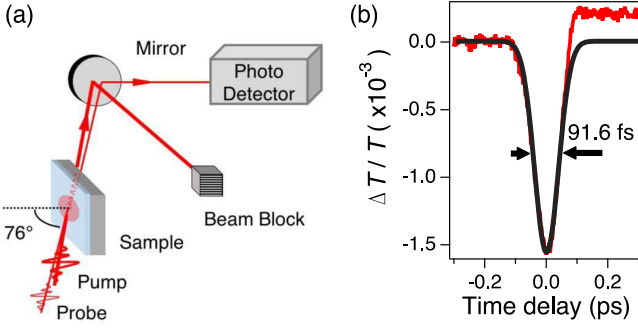 (a)
Mirror
Photo
Detector
Beam Block
76°
Sample
Pump
Probe
(b)
ΔT / T ( x10⁻³)
0.0
-0.5
-1.0
-1.5
91.6 fs
-0.2
0.0
0.2
Time delay (ps)